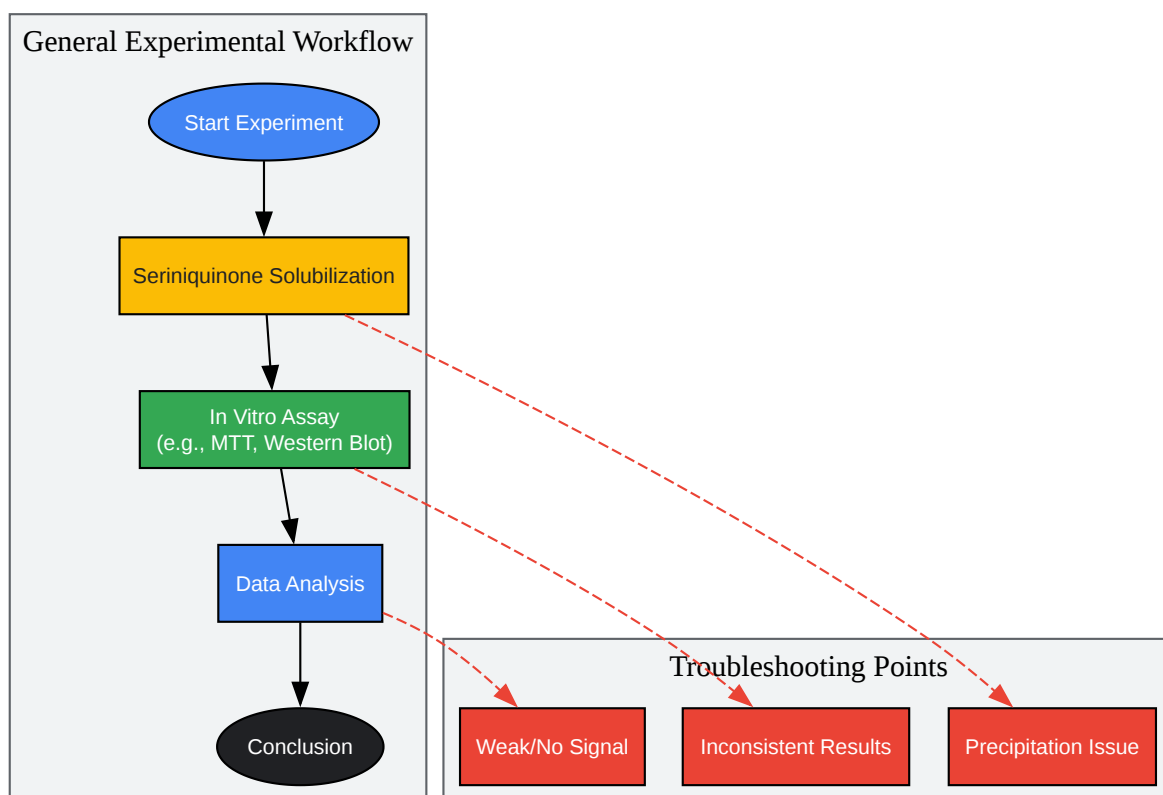 General Experimental Workflow
Start Experiment
Seriniquinone Solubilization
In Vitro Assay
(e.g., MTT, Western Blot)
Data Analysis
Conclusion
Troubleshooting Points
Weak/No Signal
Inconsistent Results
Precipitation Issue